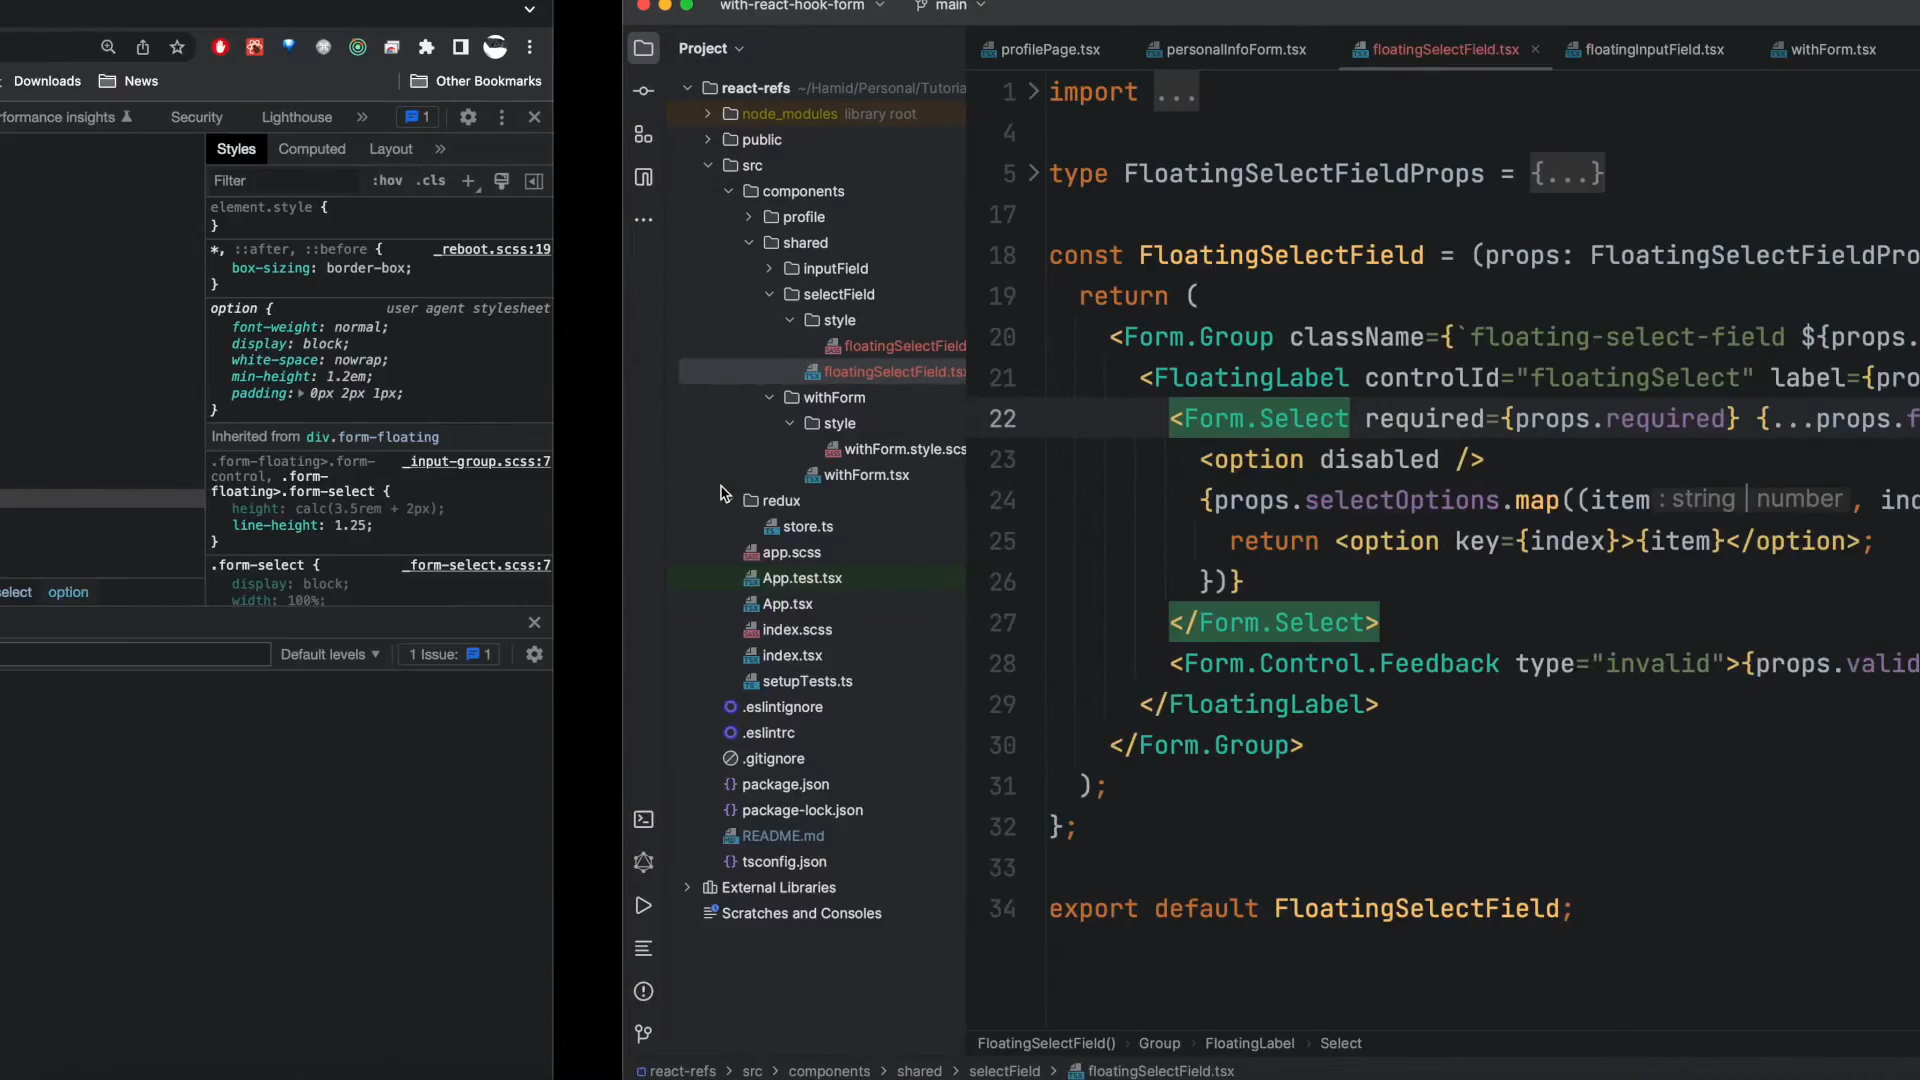 Downloads
News
Other Bookmarks
rformance insights
Security
Lighthouse
1
Styles
Computed
Layout
Filter
:hov
.cls
element.style {
}
*, ::after, ::before {
_reboot.scss:19
box-sizing: border-box;
}
option {
user agent stylesheet
font-weight: normal;
display: block;
white-space: nowrap;
min-height: 1.2em;
padding: 0px 2px 1px;
}
Inherited from div.form-floating
.form-floating>.form-
control, .form-
floating>.form-select {
_input-group.scss:7
height: calc(3.5rem + 2px);
line-height: 1.25;
}
.form-select {
_form-select.scss:7
display: block;
width: 100%;
elect
option
Default levels
1 Issue: 1
with-react-hook-form
main
Project
react-refs ~/Hamid/Personal/Tutoria
node_modules library root
public
src
components
profile
shared
inputField
selectField
style
floatingSelectField
floatingSelectField.tsx
withForm
style
withForm.style.scs
withForm.tsx
redux
store.ts
app.scss
App.test.tsx
App.tsx
index.scss
index.tsx
setupTests.ts
.eslintignore
.eslintrc
.gitignore
package.json
package-lock.json
README.md
tsconfig.json
External Libraries
Scratches and Consoles
profilePage.tsx
personalInfoForm.tsx
floatingSelectField.tsx
floatingInputField.tsx
withForm.tsx
1 import ...
4
5 type FloatingSelectFieldProps = {...}
17
18 const FloatingSelectField = (props: FloatingSelectFieldPro
19 return (
20 <Form.Group className={`floating-select-field ${props.
21 <FloatingLabel controlId="floatingSelect" label={pro
22 <Form.Select required={props.required} {...props.f
23 <option disabled />
24 {props.selectOptions.map((item : string | number , ind
25 return <option key={index}>{item}</option>;
26 })}
27 </Form.Select>
28 <Form.Control.Feedback type="invalid">{props.valid
29 </FloatingLabel>
30 </Form.Group>
31 );
32 };
33
34 export default FloatingSelectField;
FloatingSelectField() › Group › FloatingLabel › Select
react-refs › src › components › shared › selectField › floatingSelectField.tsx